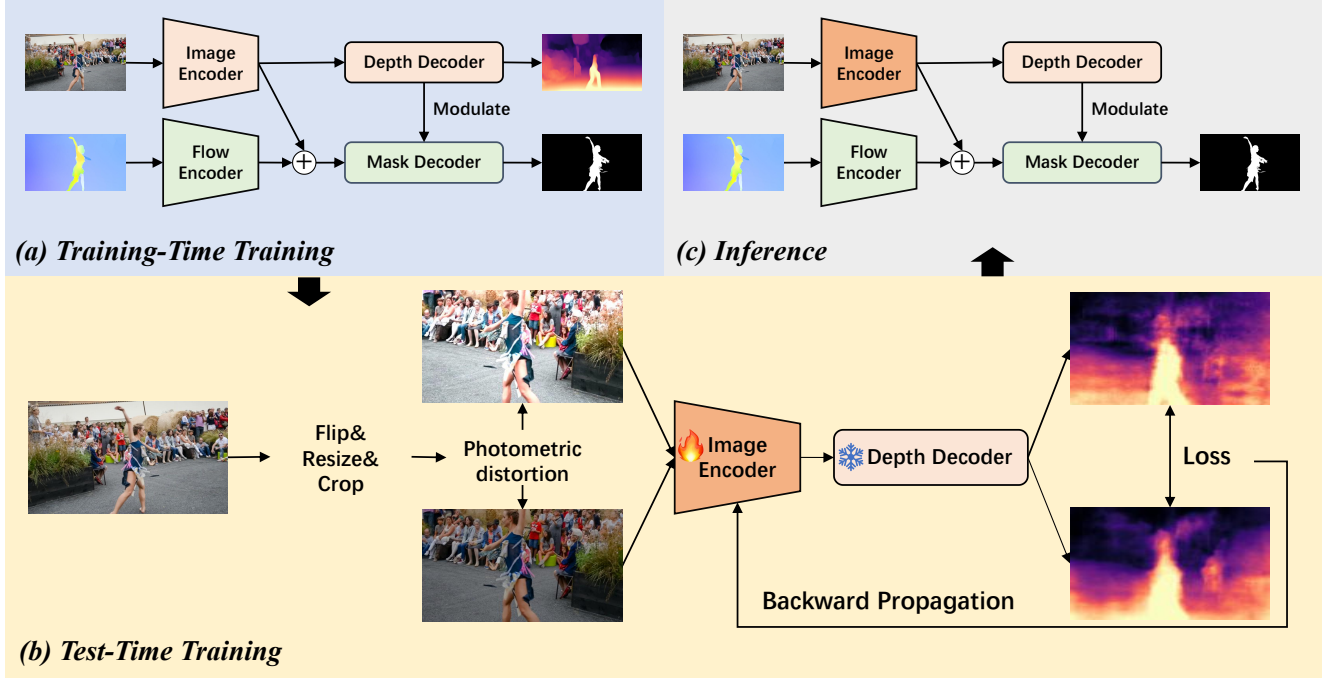 Image
Encoder
Depth Decoder
Modulate
Flow
Encoder
+
Mask Decoder
(a) Training-Time Training
Image
Encoder
Depth Decoder
Modulate
Flow
Encoder
+
Mask Decoder
(c) Inference
Flip&
Resize&
Crop
Photometric
distortion
Image
Encoder
Depth Decoder
Loss
Backward Propagation
(b) Test-Time Training